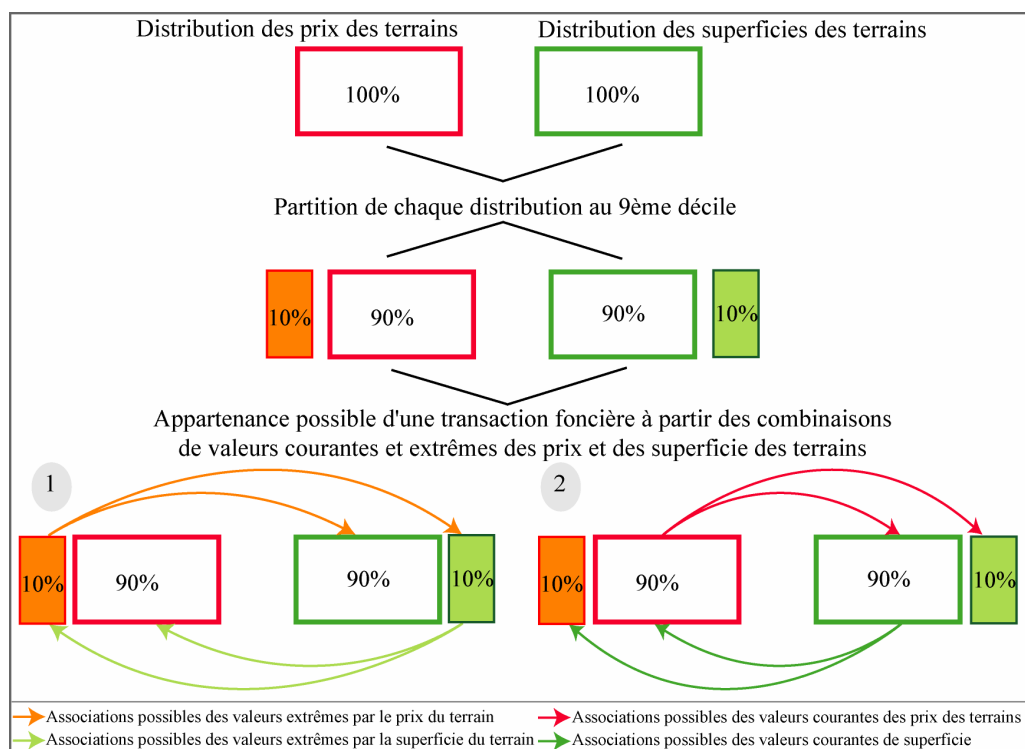 Distribution des prix des terrains
Distribution des superficies des terrains
100%
100%
Partition de chaque distribution au 9ème décile
10%
90%
90%
10%
Appartenance possible d'une transaction foncière à partir des combinaisons
de valeurs courantes et extrêmes des prix et des superficie des terrains
1
2
10%
90%
90%
10%
10%
90%
90%
10%
Associations possibles des valeurs extrêmes par le prix du terrain
Associations possibles des valeurs courantes des prix des terrains
Associations possibles des valeurs extrêmes par la superficie du terrain
Associations possibles des valeurs courantes de superficie